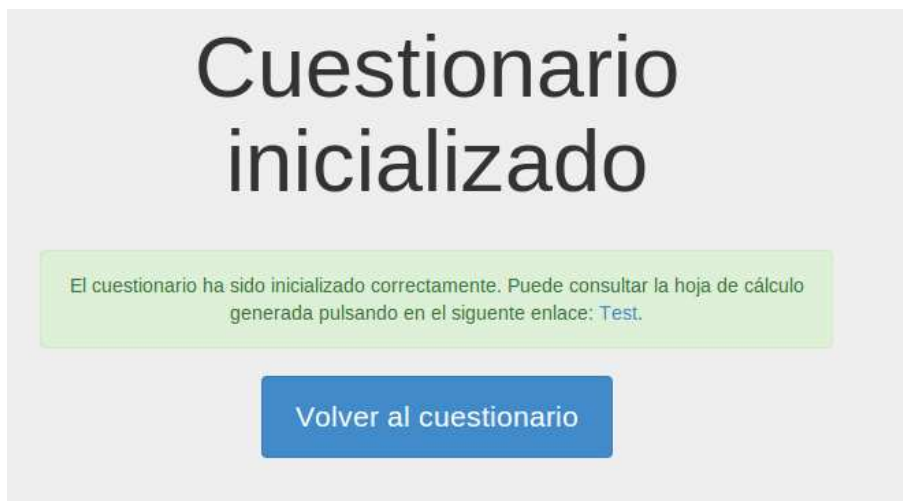 Cuestionario
inicializado
El cuestionario ha sido inicializado correctamente. Puede consultar la hoja de cálculo
generada pulsando en el siguente enlace: Test.
Volver al cuestionario